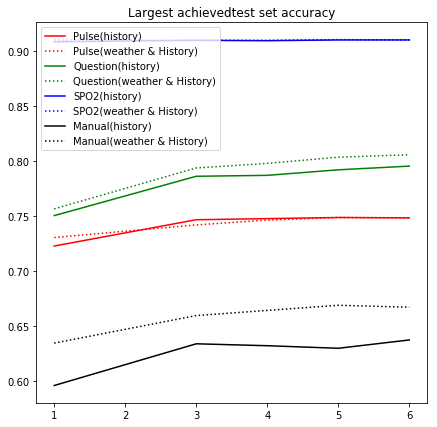 Largest achievedtest set accuracy
0.90
0.85
0.80
0.75
0.70
0.65
0.60
Pulse(history)
Pulse(weather & History)
Question(history)
Question(weather & History)
SPO2(history)
SPO2(weather & History)
Manual(history)
Manual(weather & History)
1 2 3 4 5 6